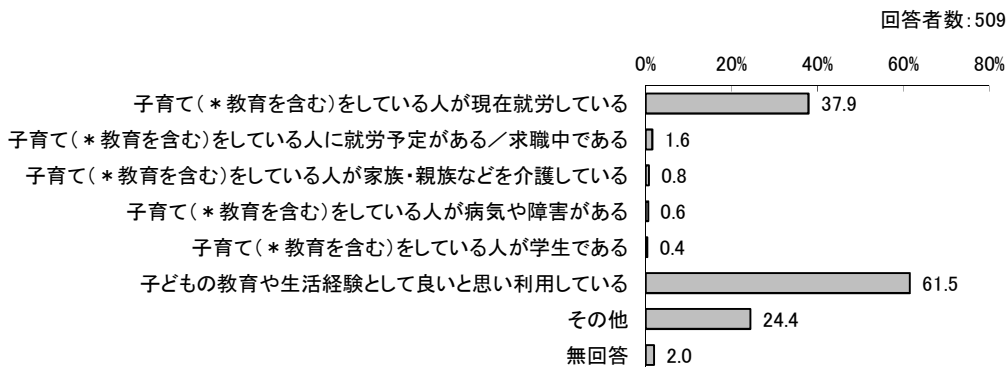 回答者数:509
0% 20% 40% 60% 80%
子育て(*教育を含む)をしている人が現在就労している 37.9
子育て(*教育を含む)をしている人に就労予定がある/求職中である 1.6
子育て(*教育を含む)をしている人が家族・親族などを介護している 0.8
子育て(*教育を含む)をしている人が病気や障害がある 0.6
子育て(*教育を含む)をしている人が学生である 0.4
子どもの教育や生活経験として良いと思い利用している 61.5
その他 24.4
無回答 2.0